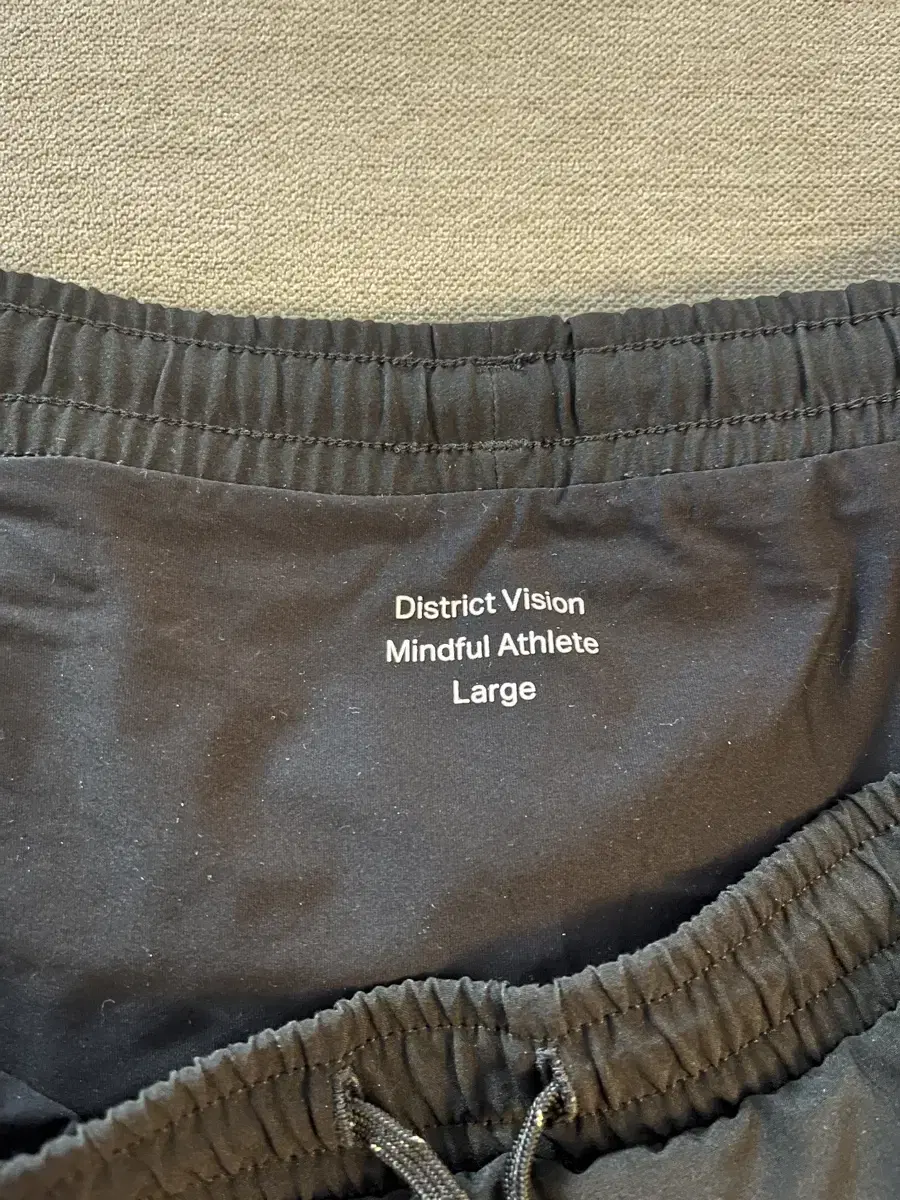 District Vision
Mindful Athlete
Large